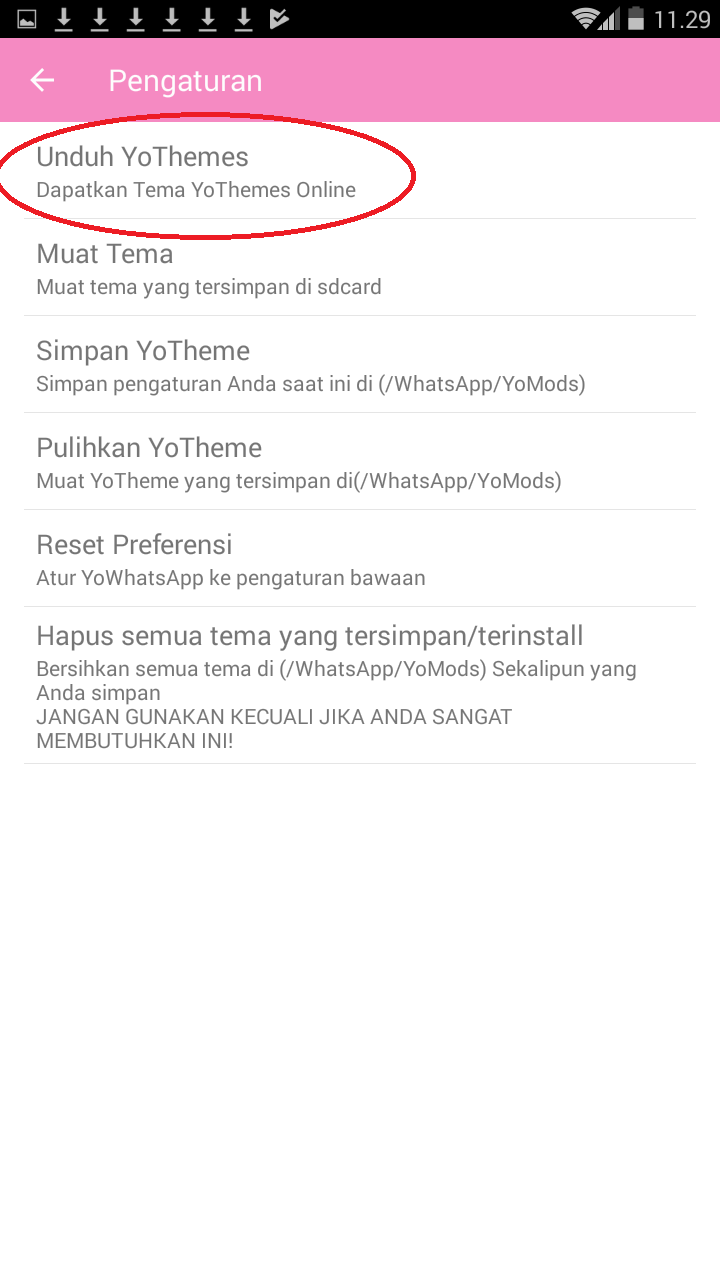 11.29
Pengaturan
Unduh YoThemes
Dapatkan Tema YoThemes Online
Muat Tema
Muat tema yang tersimpan di sdcard
Simpan YoTheme
Simpan pengaturan Anda saat ini di (/WhatsApp/YoMods)
Pulihkan YoTheme
Muat YoTheme yang tersimpan di(/WhatsApp/YoMods)
Reset Preferensi
Atur YoWhatsApp ke pengaturan bawaan
Hapus semua tema yang tersimpan/terinstall
Bersihkan semua tema di (/WhatsApp/YoMods) Sekalipun yang
Anda simpan
JANGAN GUNAKAN KECUALI JIKA ANDA SANGAT
MEMBUTUHKAN INI!